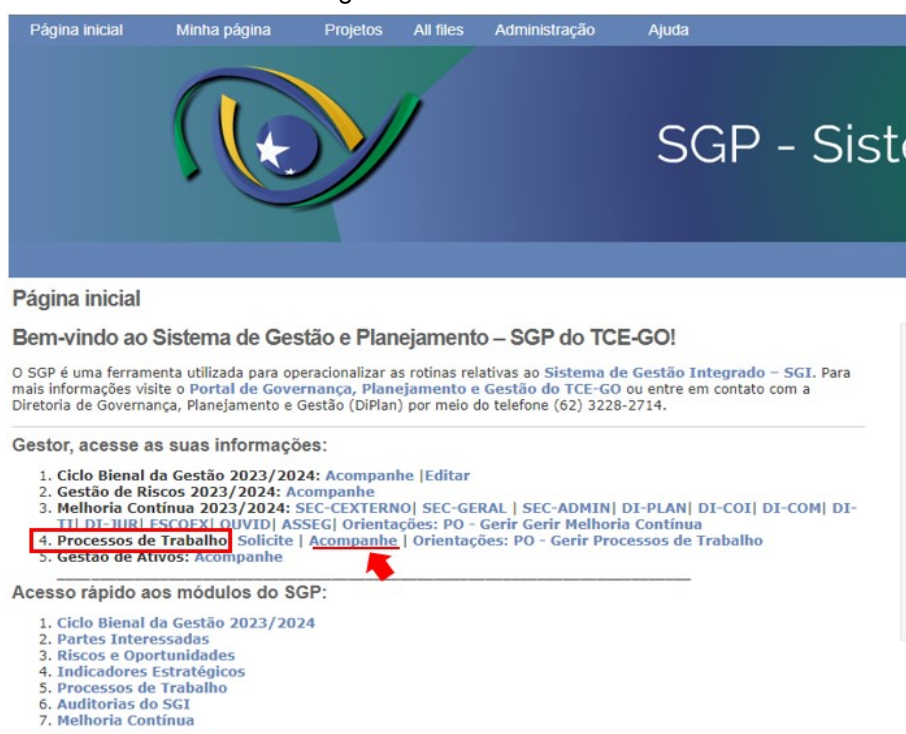 Página inicial Minha página Projetos All files Administração Ajuda
SGP - Siste
Página inicial
Bem-vindo ao Sistema de Gestão e Planejamento – SGP do TCE-GO!
O SGP é uma ferramenta utilizada para operacionalizar as rotinas relativas ao Sistema de Gestão Integrado – SGI. Para
mais informações visite o Portal de Governança, Planejamento e Gestão do TCE-GO ou entre em contato com a
Diretoria de Governança, Planejamento e Gestão (DiPlan) por meio do telefone (62) 3228-2714.
Gestor, acesse as suas informações:
1. Ciclo Bienal da Gestão 2023/2024: Acompanhe |Editar
2. Gestão de Riscos 2023/2024: Acompanhe
3. Melhoria Contínua 2023/2024: SEC-CEXTERNO| SEC-GERAL | SEC-ADMIN| DI-PLAN| DI-COI| DI-COM| DI-
TI| DI-JUR| ESCOEX| OUVID| ASSEG| Orientações: PO - Gerir Gerir Melhoria Contínua
4. Processos de Trabalho Solicite | Acompanhe | Orientações: PO - Gerir Processos de Trabalho
5. Gestão de Ativos: Acompanhe
Acesso rápido aos módulos do SGP:
1. Ciclo Bienal da Gestão 2023/2024
2. Partes Interessadas
3. Riscos e Oportunidades
4. Indicadores Estratégicos
5. Processos de Trabalho
6. Auditorias do SGI
7. Melhoria Contínua